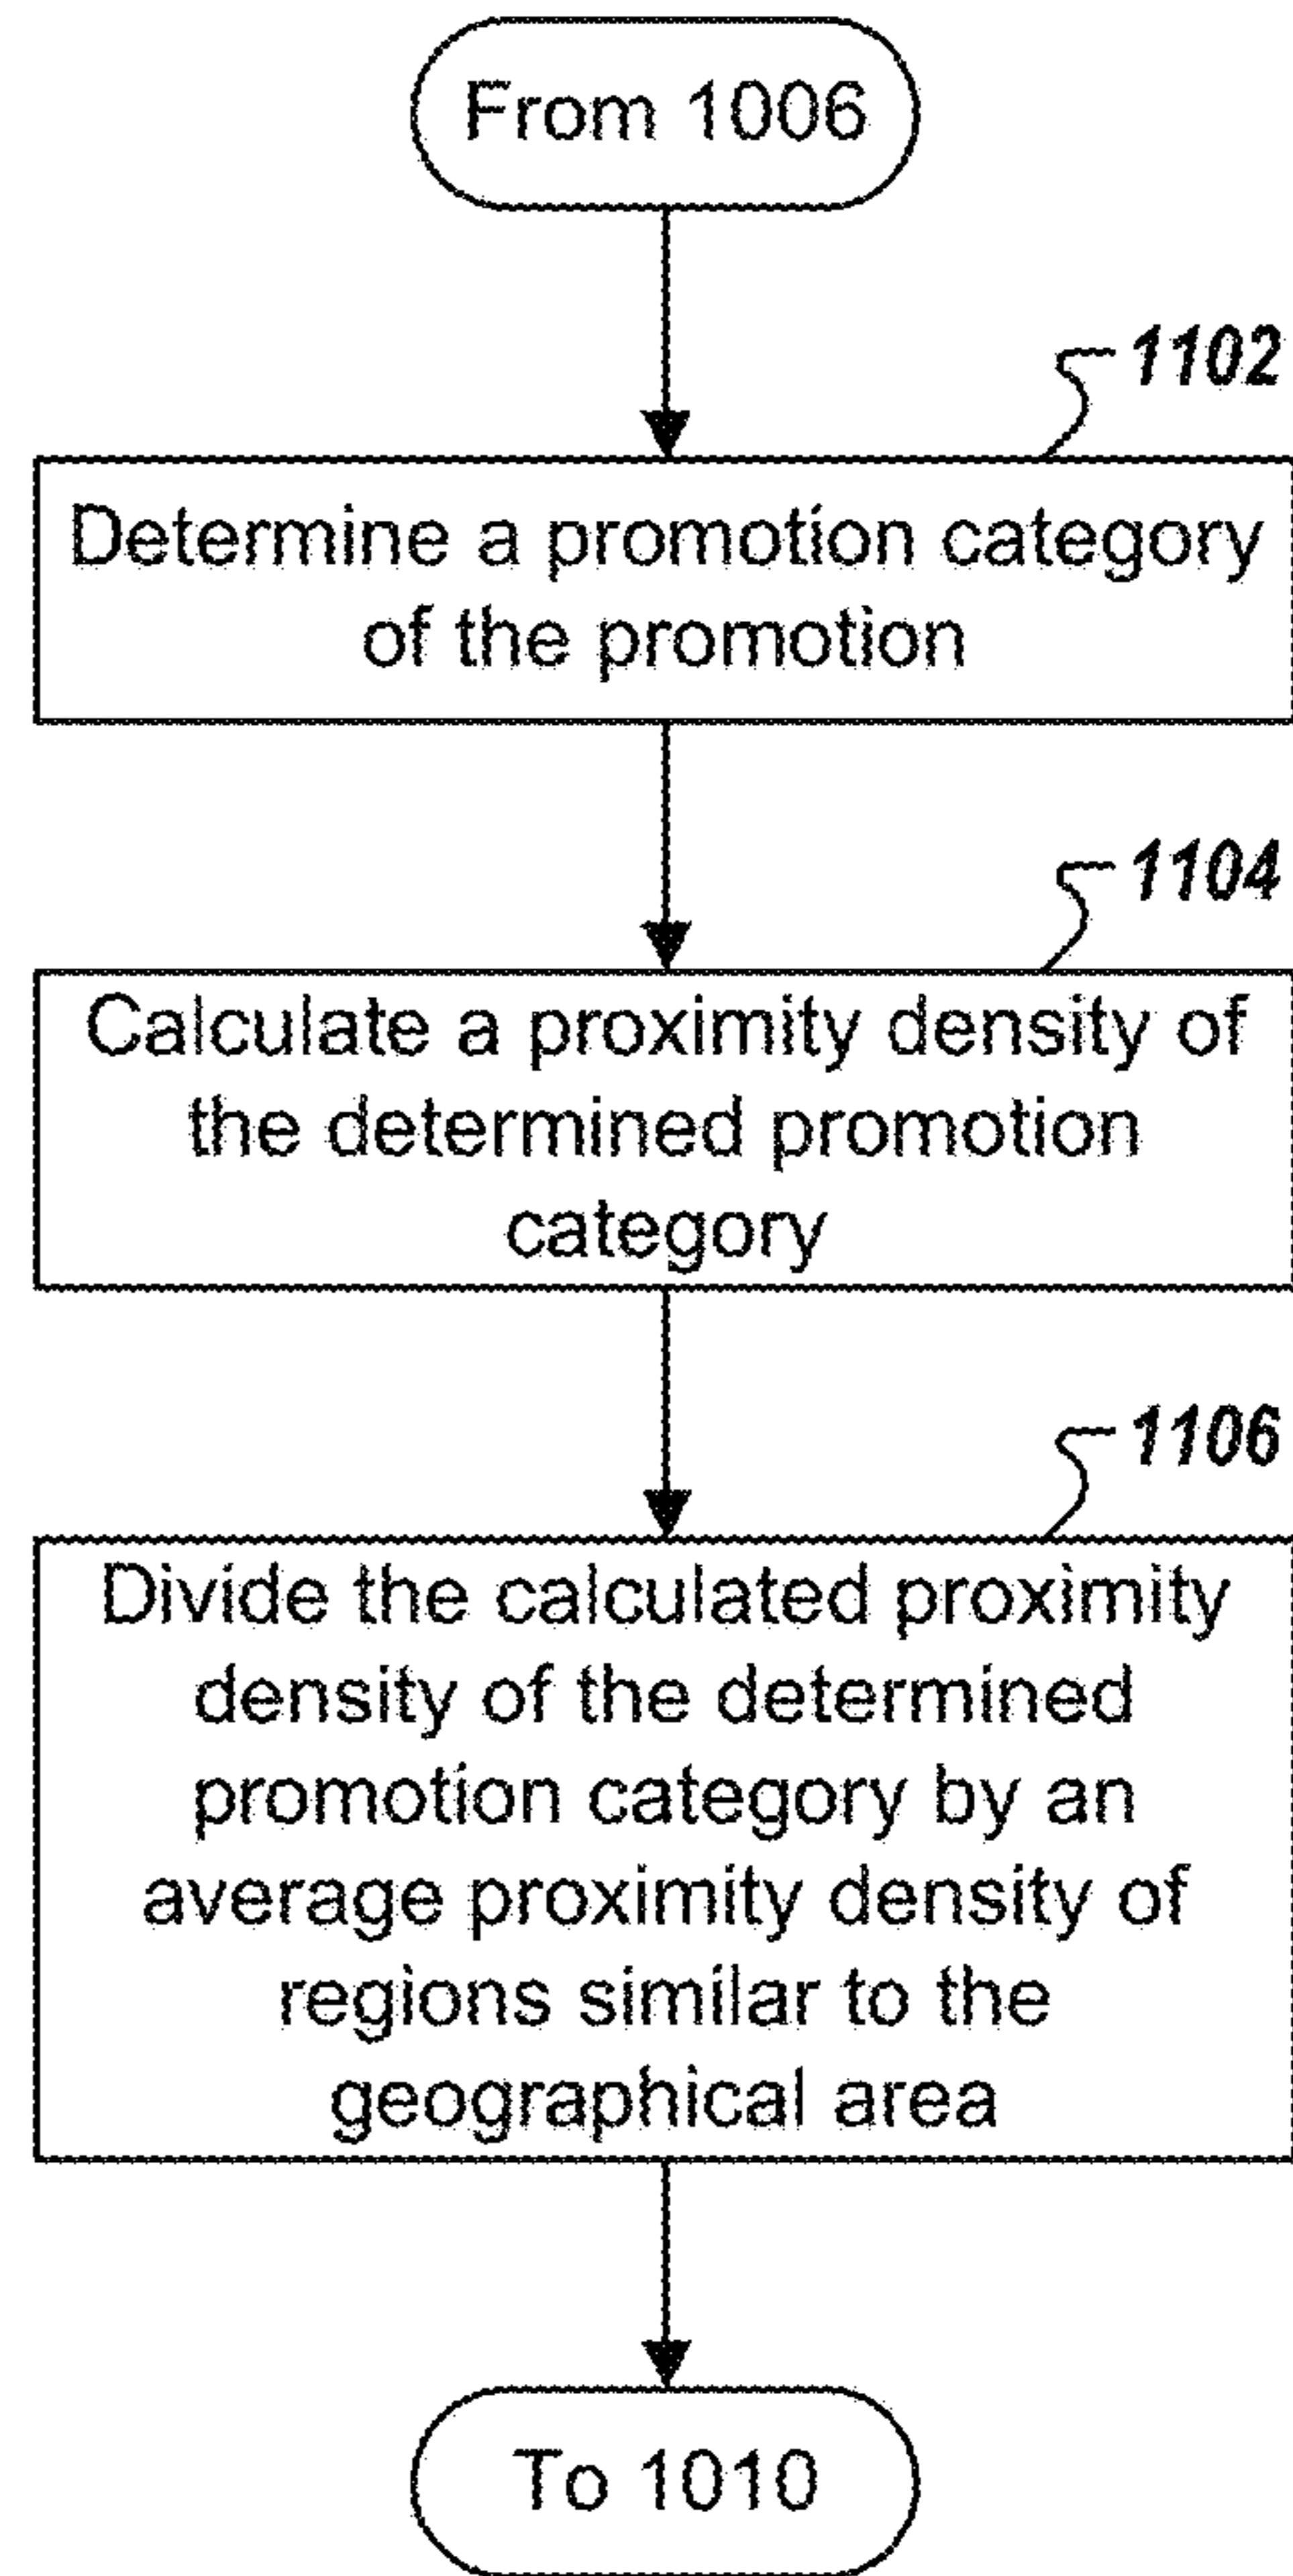 From 1006
1102
Determine a promotion category
of the promotion
1104
Calculate a proximity density of
the determined promotion
category
1106
Divide the calculated proximity
density of the determined
promotion category by an
average proximity density of
regions similar to the
geographical area
To 1010